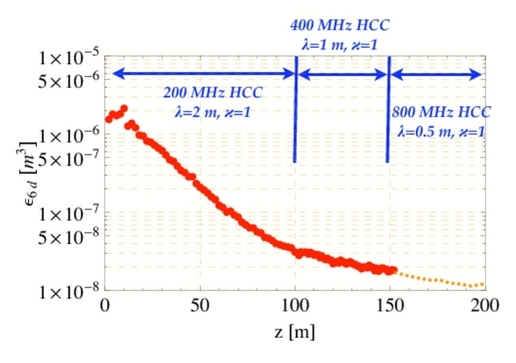 400 MHz HCC
λ=1 m, ϰ=1
200 MHz HCC
λ=2 m, ϰ=1
800 MHz HCC
λ=0.5 m, ϰ=1
1×10⁻⁵
5×10⁻⁶
1×10⁻⁶
5×10⁻⁷
1×10⁻⁷
5×10⁻⁸
1×10⁻⁸
ϵ6 d [m³]
0 50 100 150 200
z [m]